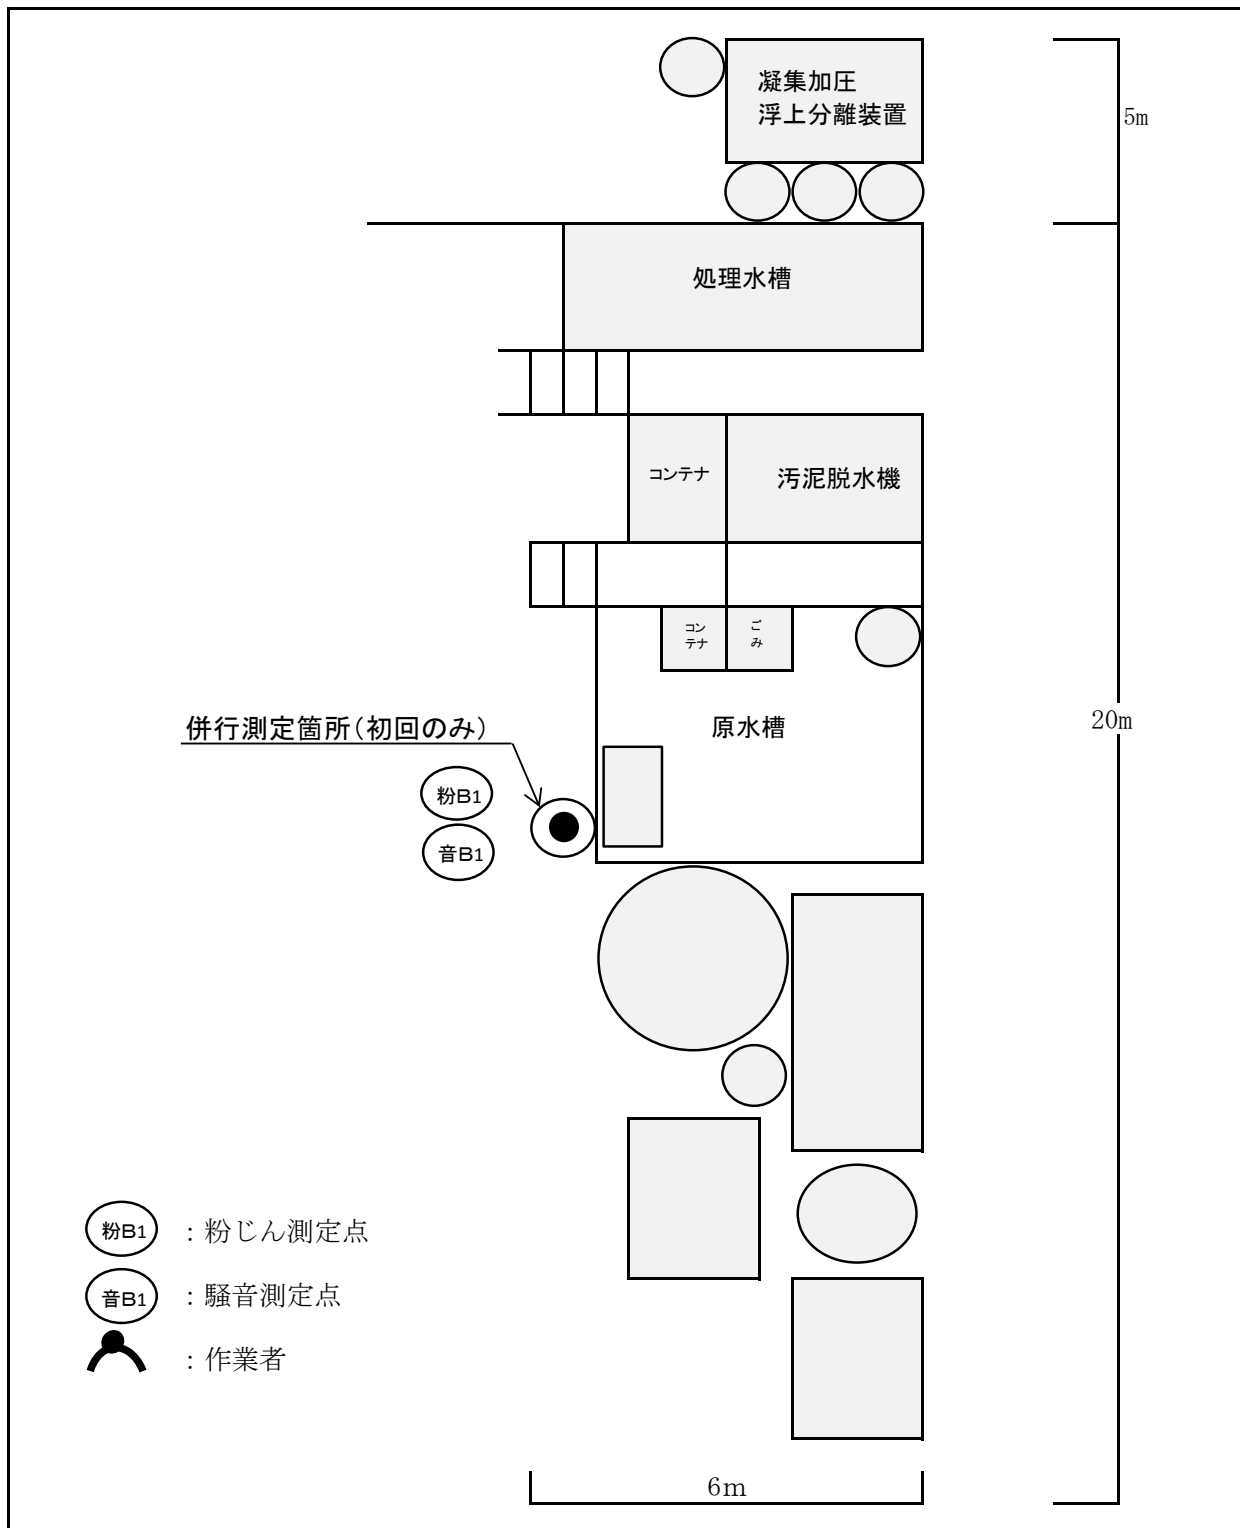 凝集加圧
浮上分離装置
5m
処理水槽
コンテナ
汚泥脱水機
コン
テナ
ご
み
併行測定箇所(初回のみ)
原水槽
20m
粉B1
音B1
粉B1 :粉じん測定点
音B1 :騒音測定点
:作業者
6m